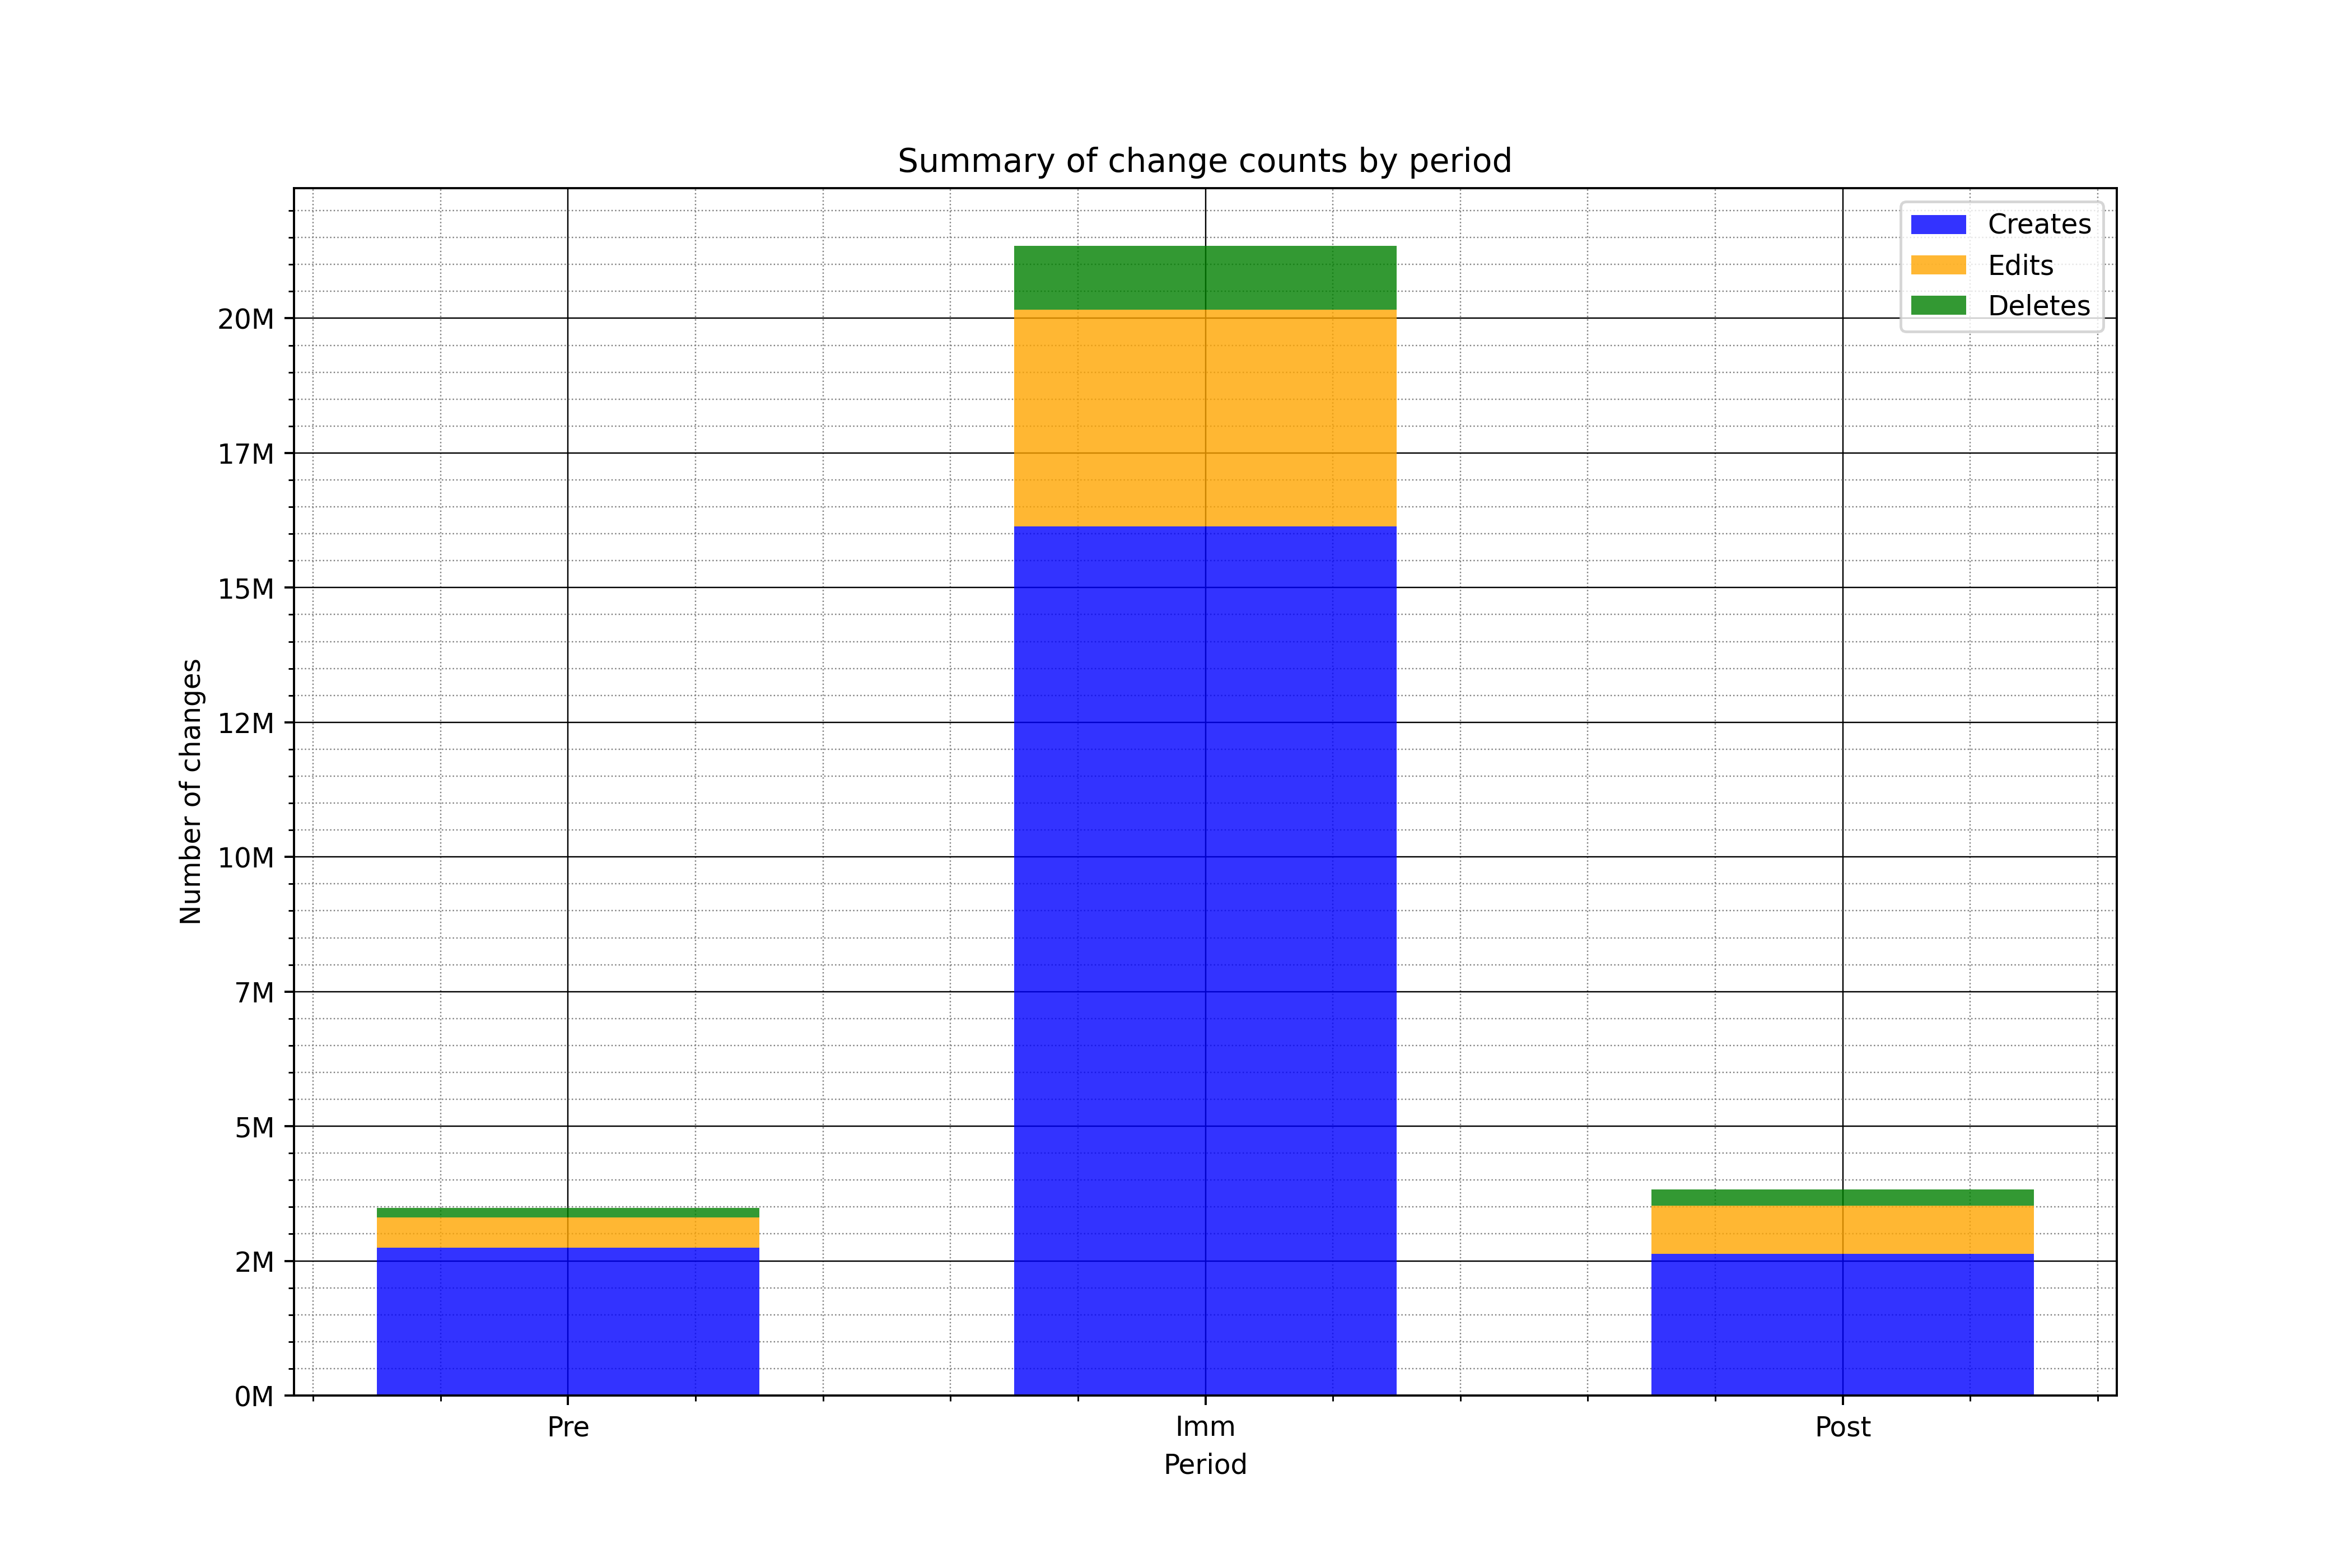 Summary of change counts by period
Creates
Edits
Deletes
20M
17M
15M
12M
10M
7M
5M
2M
0M
Number of changes
Pre
Imm
Post
Period